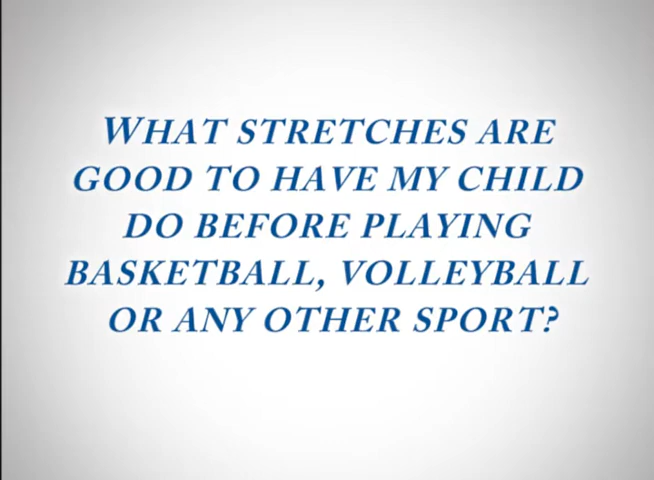 WHAT STRETCHES ARE
GOOD TO HAVE MY CHILD
DO BEFORE PLAYING
BASKETBALL, VOLLEYBALL
OR ANY OTHER SPORT?